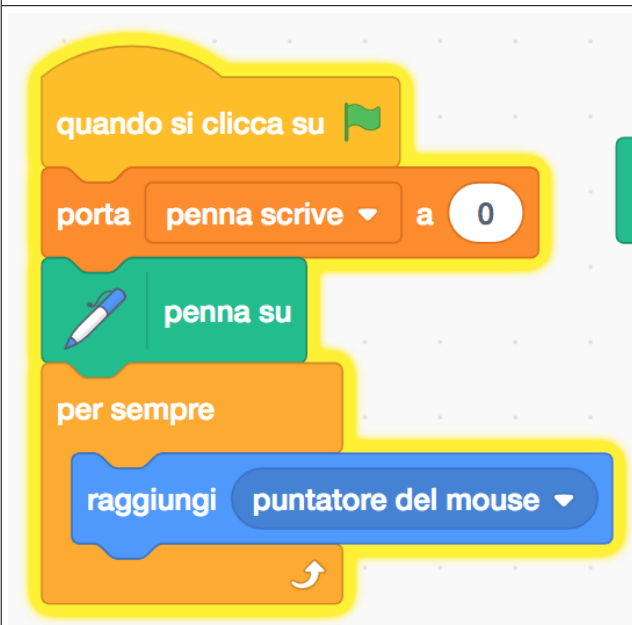 quando si clicca su
porta penna scrive a 0
penna su
per sempre
raggiungi puntatore del mouse